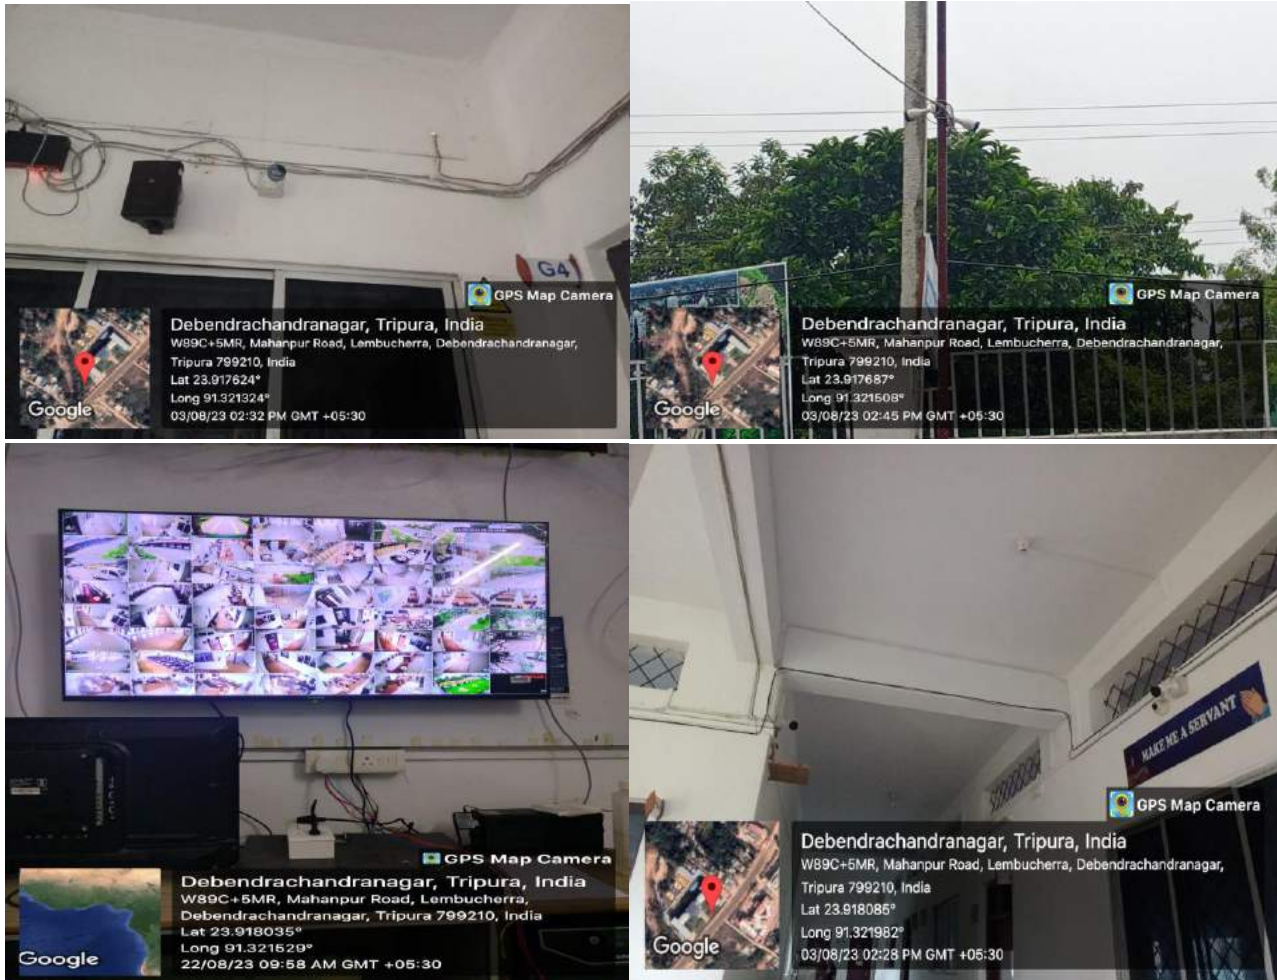 G4
GPS Map Camera
Debendrachandranagar, Tripura, India
W89C+5MR, Mahanpur Road, Lembucherra, Debendrachandranagar,
Tripura 799210, India
Lat 23.917624°
Long 91.321324°
03/08/23 02:32 PM GMT +05:30
Google
GPS Map Camera
Debendrachandranagar, Tripura, India
W89C+5MR, Mahanpur Road, Lembucherra, Debendrachandranagar,
Tripura 799210, India
Lat 23.917687°
Long 91.321508°
03/08/23 02:45 PM GMT +05:30
Google
GPS Map Camera
Debendrachandranagar, Tripura, India
W89C+5MR, Mahanpur Road, Lembucherra,
Debendrachandranagar, Tripura 799210, India
Lat 23.918035°
Long 91.321529°
22/08/23 09:58 AM GMT +05:30
Google
MAKE ME A SERVANT
GPS Map Camera
Debendrachandranagar, Tripura, India
W89C+5MR, Mahanpur Road, Lembucherra, Debendrachandranagar,
Tripura 799210, India
Lat 23.918085°
Long 91.321982°
03/08/23 02:28 PM GMT +05:30
Google